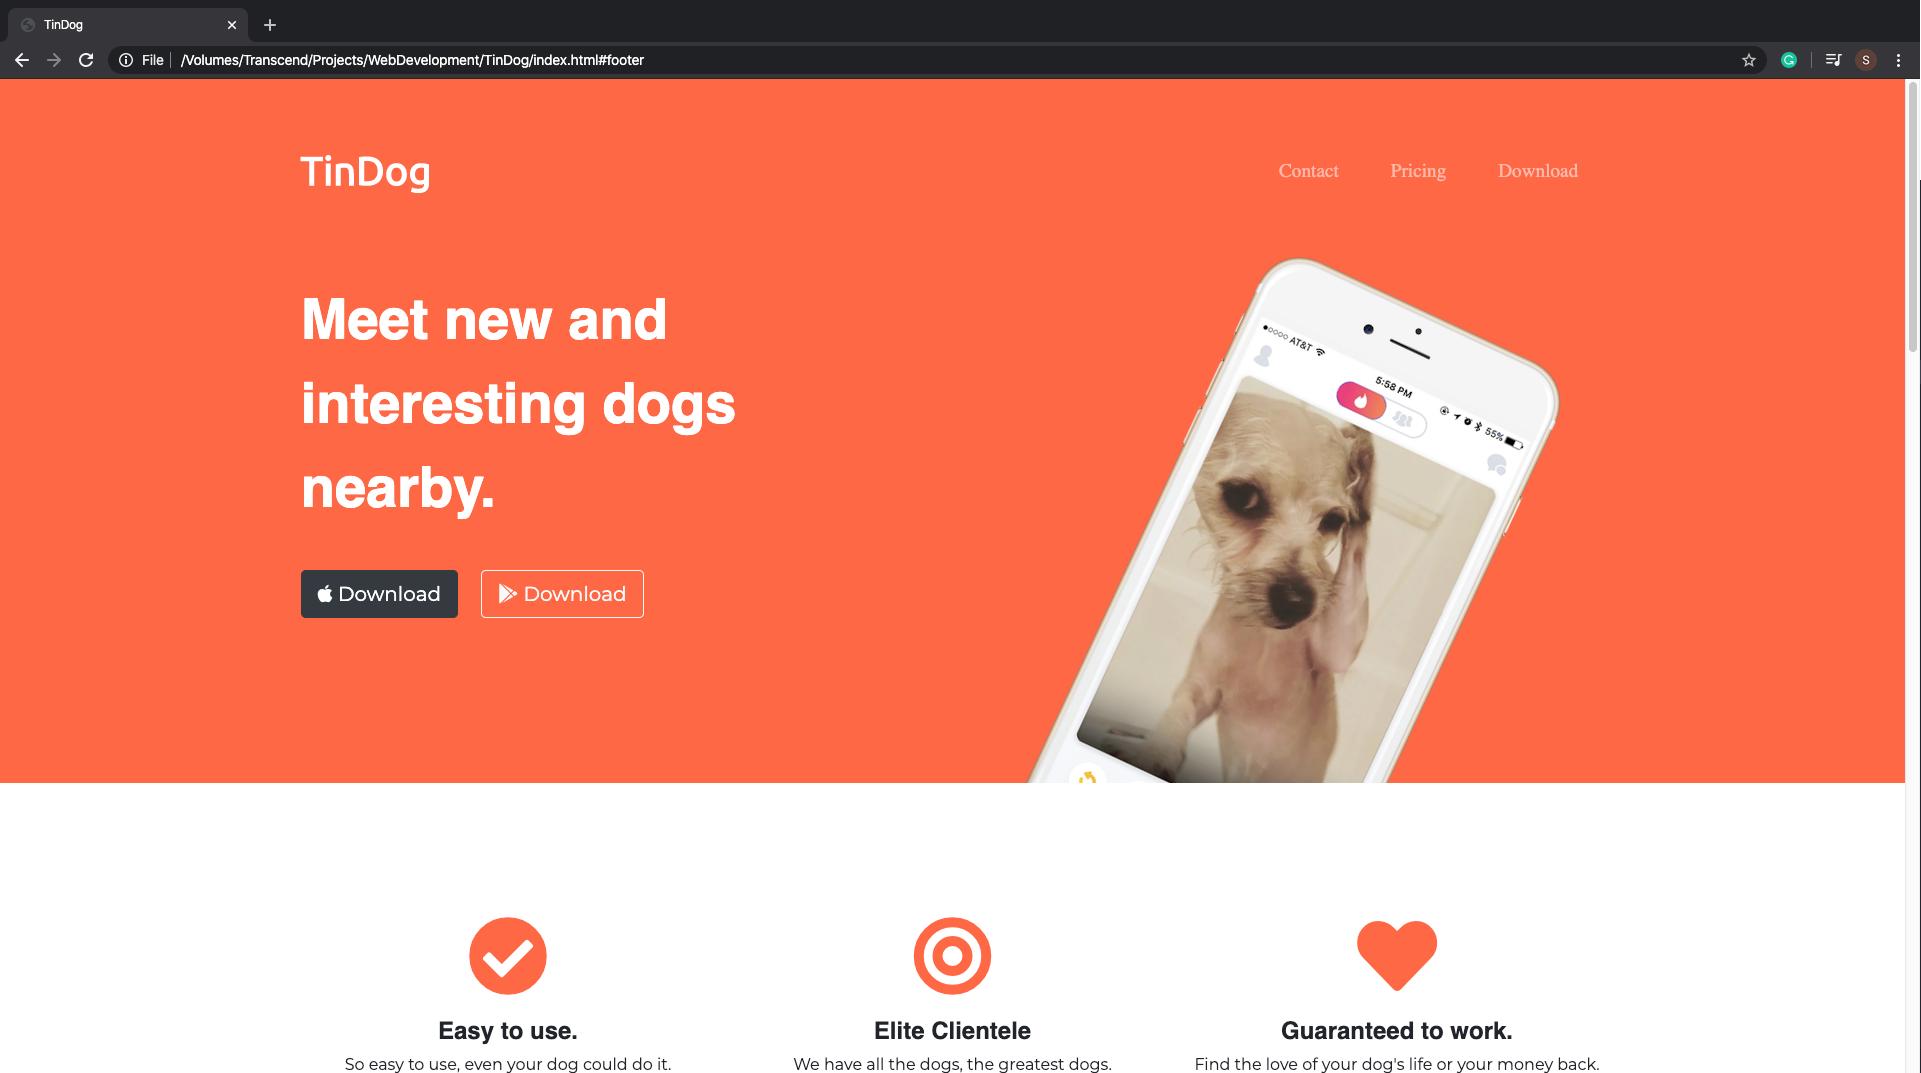 TinDog
File
/Volumes/Transcend/Projects/WebDevelopment/TinDog/index.html#footer
S
TinDog
Contact Pricing Download
Meet new and
interesting dogs
nearby.
Download Download
AT&T
5:58 PM
55%
Easy to use.
So easy to use, even your dog could do it.
Elite Clientele
We have all the dogs, the greatest dogs.
Guaranteed to work.
Find the love of your dog's life or your money back.